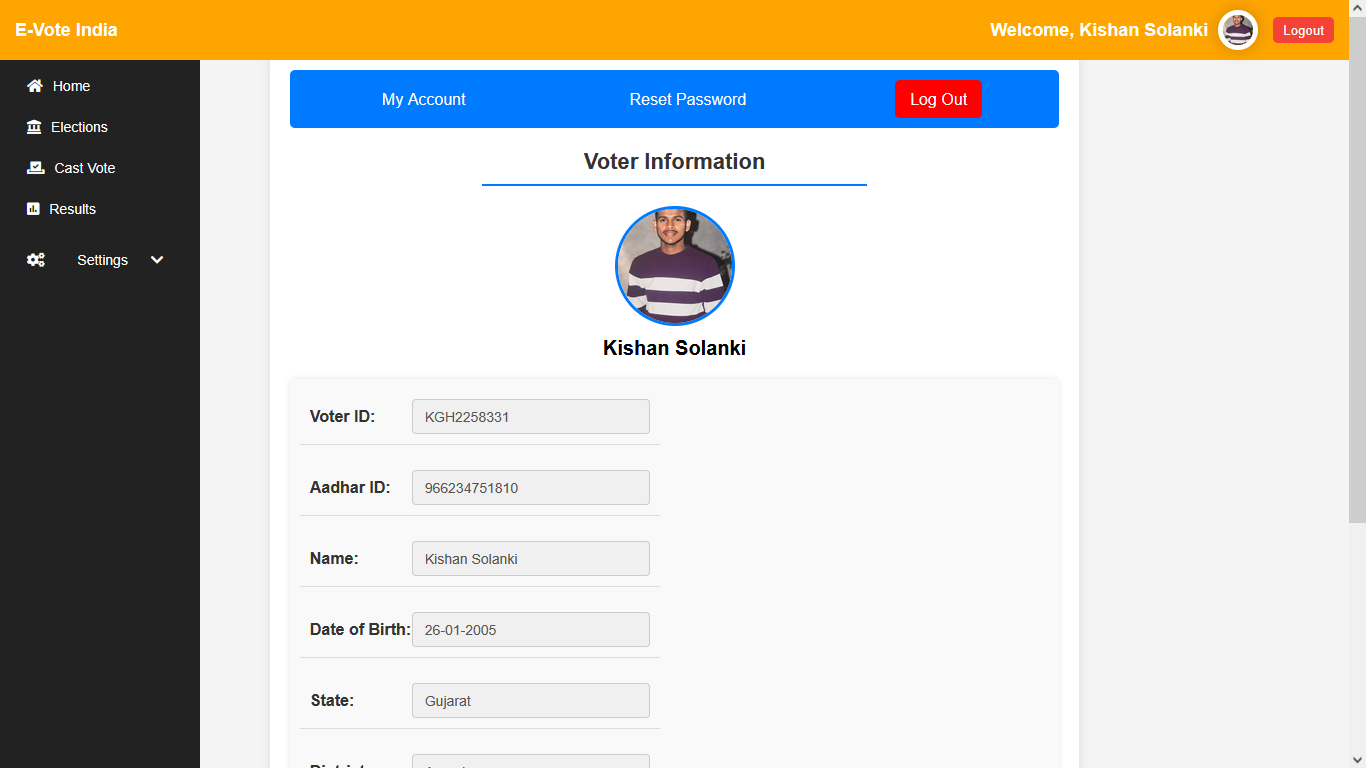 E-Vote India
Welcome, Kishan Solanki
Logout
Home
Elections
Cast Vote
Results
Settings
My Account
Reset Password
Log Out
Voter Information
Kishan Solanki
Voter ID: KGH2258331
Aadhar ID: 966234751810
Name: Kishan Solanki
Date of Birth: 26-01-2005
State: Gujarat